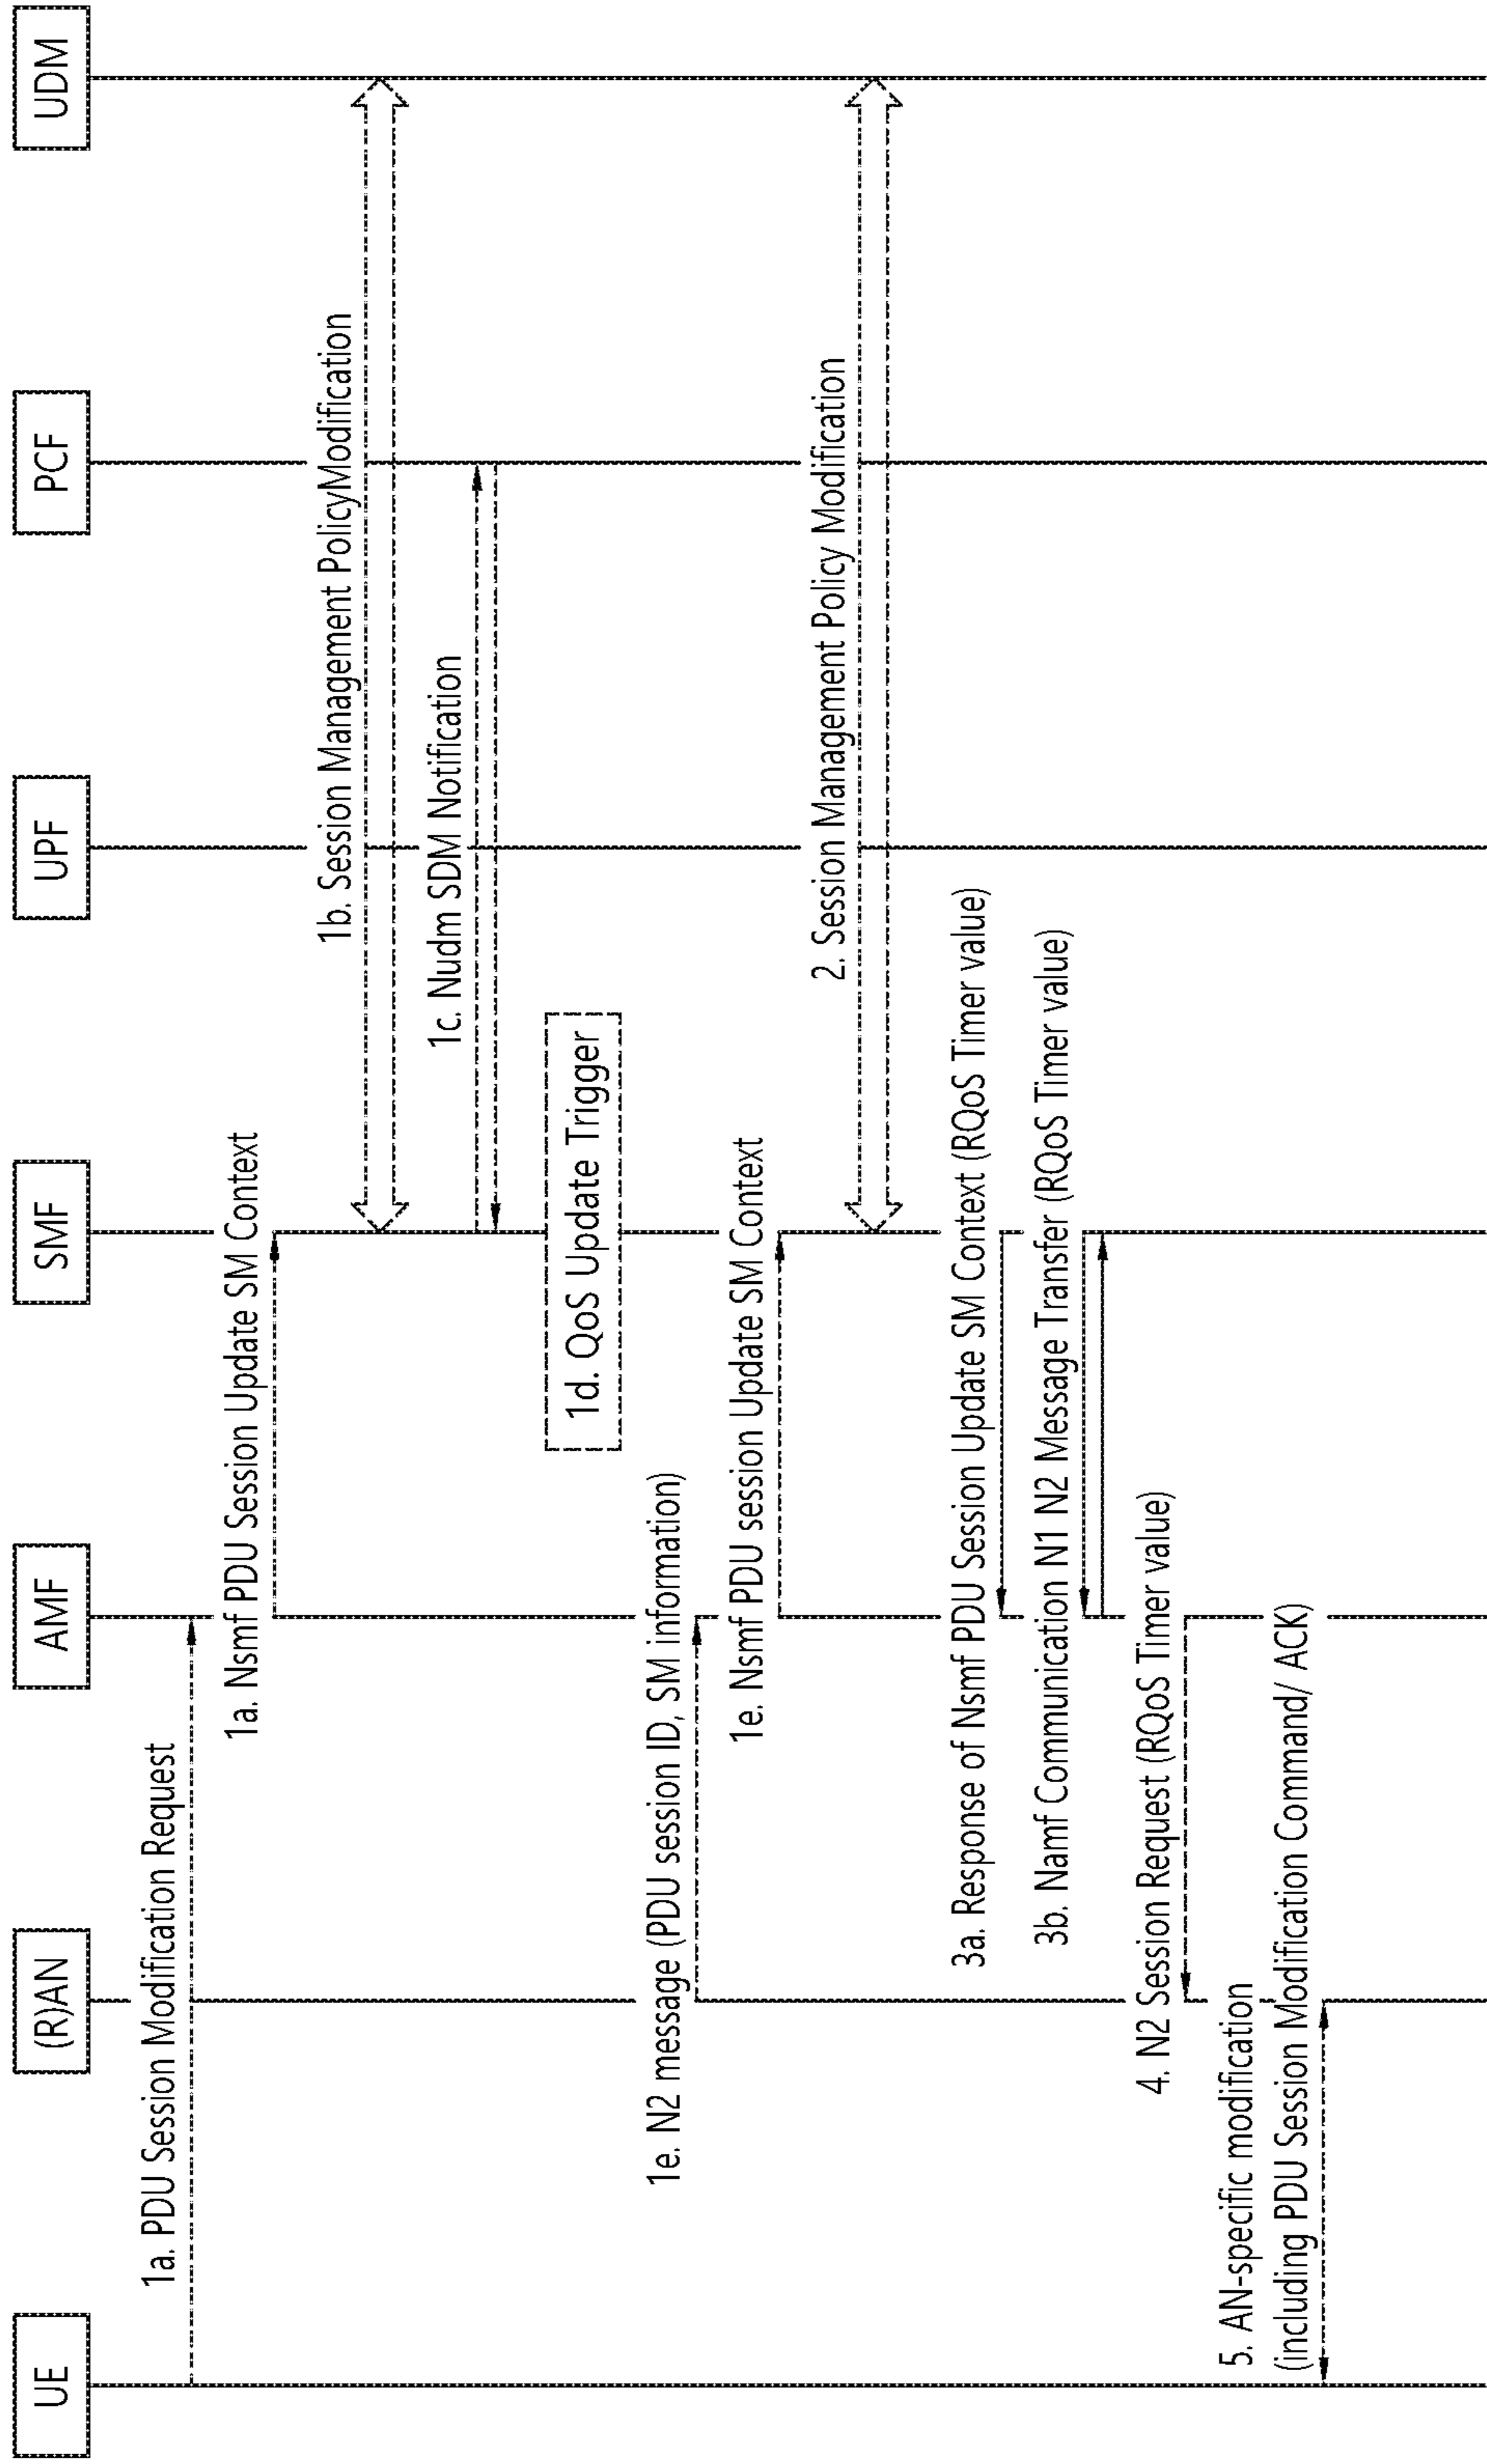 UE
(R)AN
AMF
SMF
UPF
PCF
UDM
1a. PDU Session Modification Request
1a. Nsmf PDU Session Update SM Context
1b. Session Management PolicyModification
1c. Nudm SDM Notification
1d. QoS Update Trigger
1e. N2 message (PDU session ID, SM information)
1e. Nsmf PDU session Update SM Context
2. Session Management Policy Modification
3a. Response of Nsmf PDU Session Update SM Context (RQoS Timer value)
3b. Namf Communication N1 N2 Message Transfer (RQoS Timer value)
4. N2 Session Request (RQoS Timer value)
5. AN-specific modification
(including PDU Session Modification Command/ ACK)